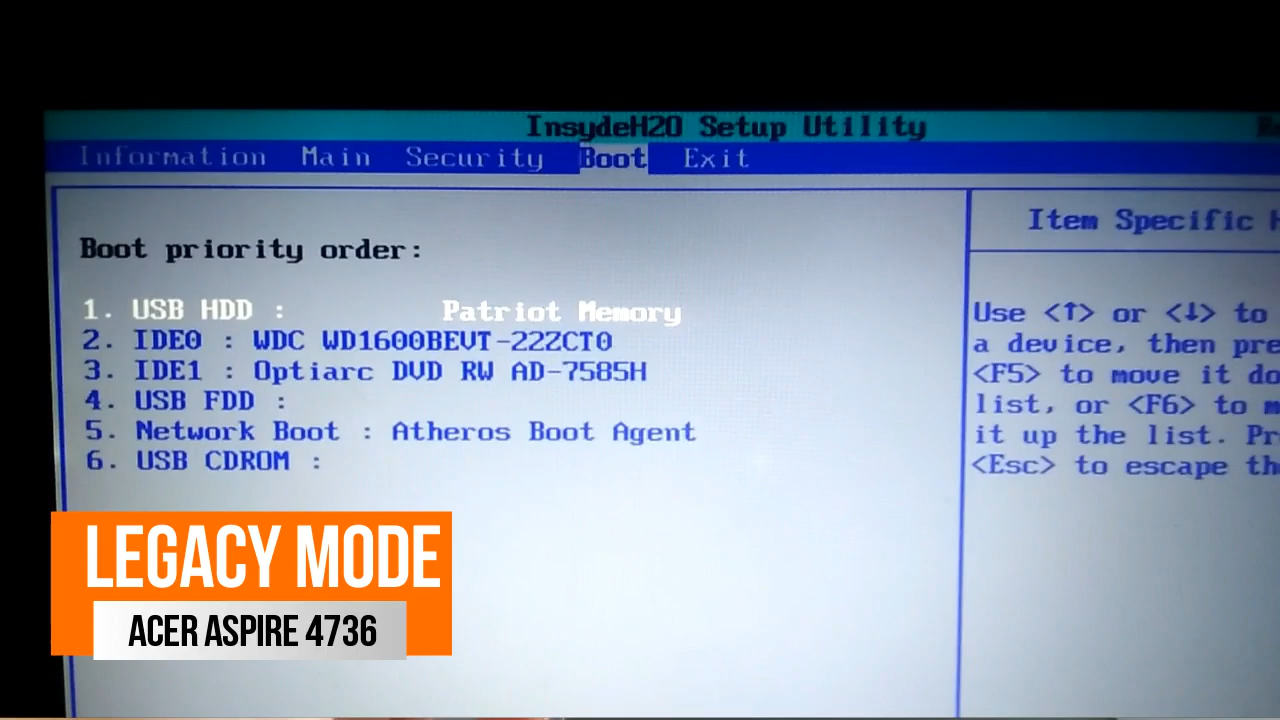 InsydeH2O Setup Utility
Information Main Security Boot Exit
Item Specific
Boot priority order:
1. USB HDD : Patriot Memory
2. IDE0 : WDC WD1600BEVT-22ZCT0
3. IDE1 : Optiarc DVD RW AD-7585H
4. USB FDD :
5. Network Boot : Atheros Boot Agent
6. USB CDROM :
Use <↑> or <↓> to
a device, then pre
<F5> to move it do
list, or <F6> to
it up the list. Pr
<Esc> to escape th
LEGACY MODE
ACER ASPIRE 4736